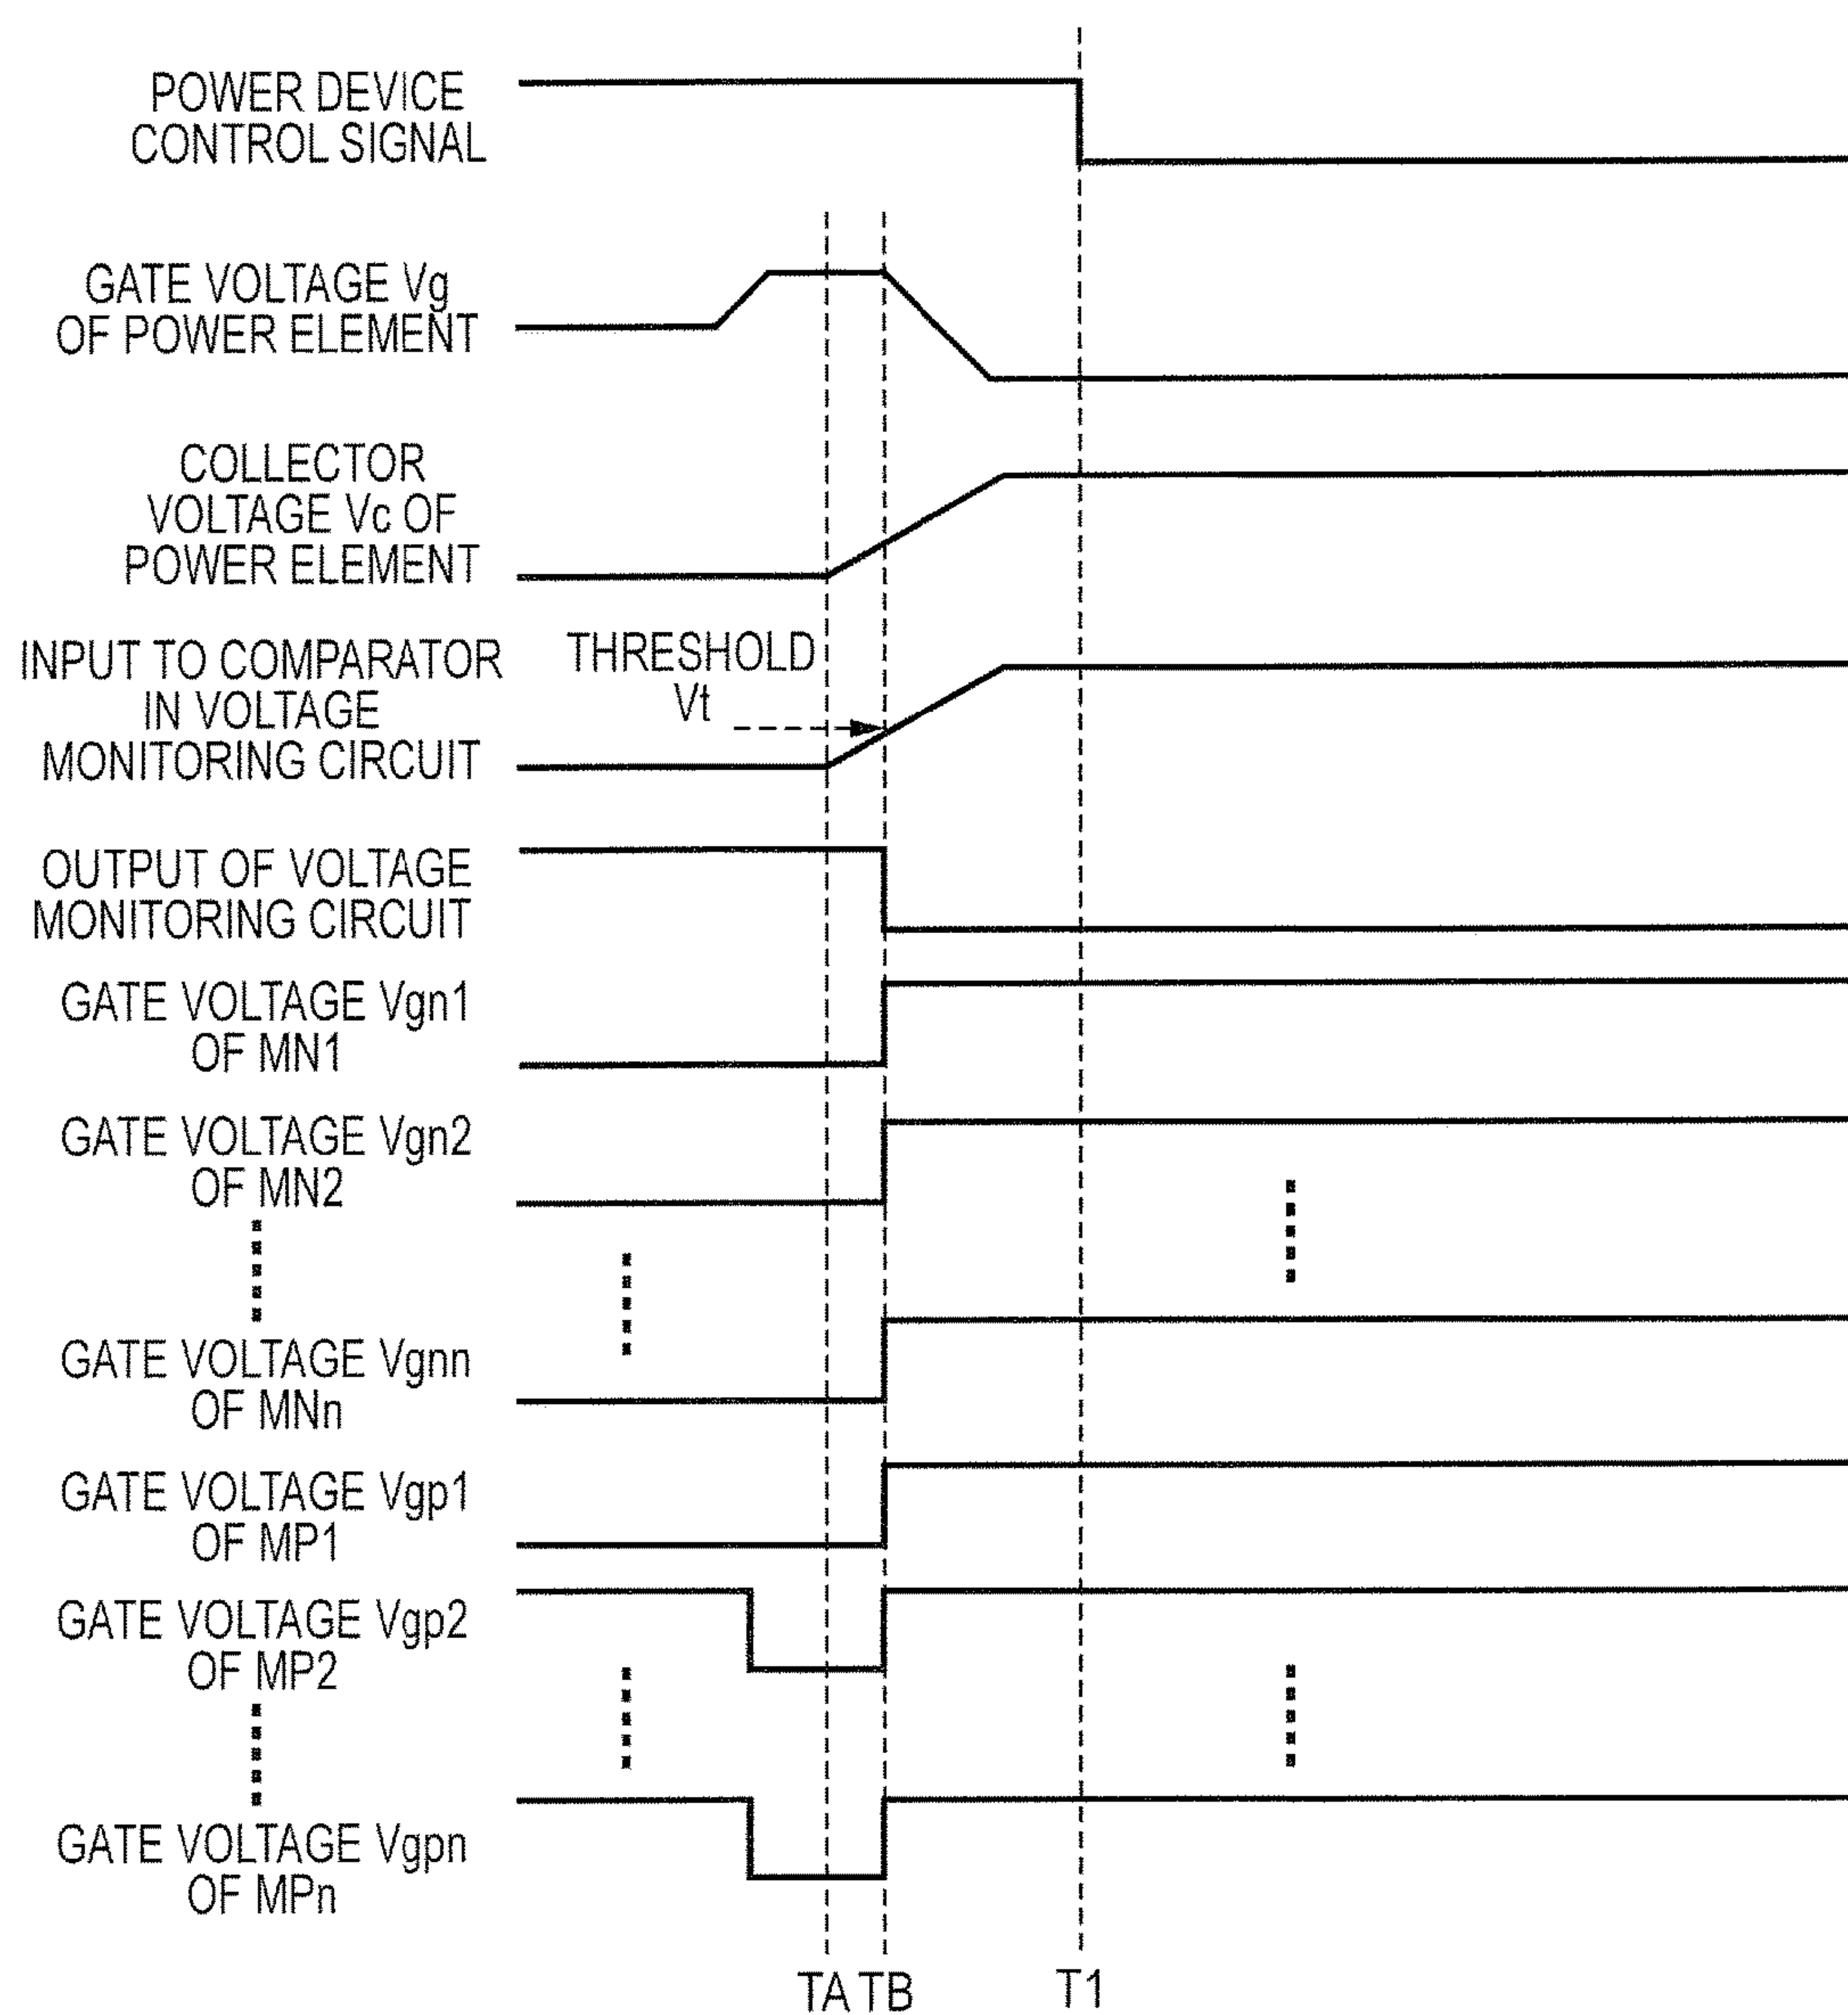 POWER DEVICE
CONTROL SIGNAL
GATE VOLTAGE Vg
OF POWER ELEMENT
COLLECTOR
VOLTAGE Vc OF
POWER ELEMENT
INPUT TO COMPARATOR
IN VOLTAGE
MONITORING CIRCUIT
THRESHOLD
Vt
OUTPUT OF VOLTAGE
MONITORING CIRCUIT
GATE VOLTAGE Vgn1
OF MN1
GATE VOLTAGE Vgn2
OF MN2
GATE VOLTAGE Vgnn
OF MNn
GATE VOLTAGE Vgp1
OF MP1
GATE VOLTAGE Vgp2
OF MP2
GATE VOLTAGE Vgpn
OF MPn
TA TB T1